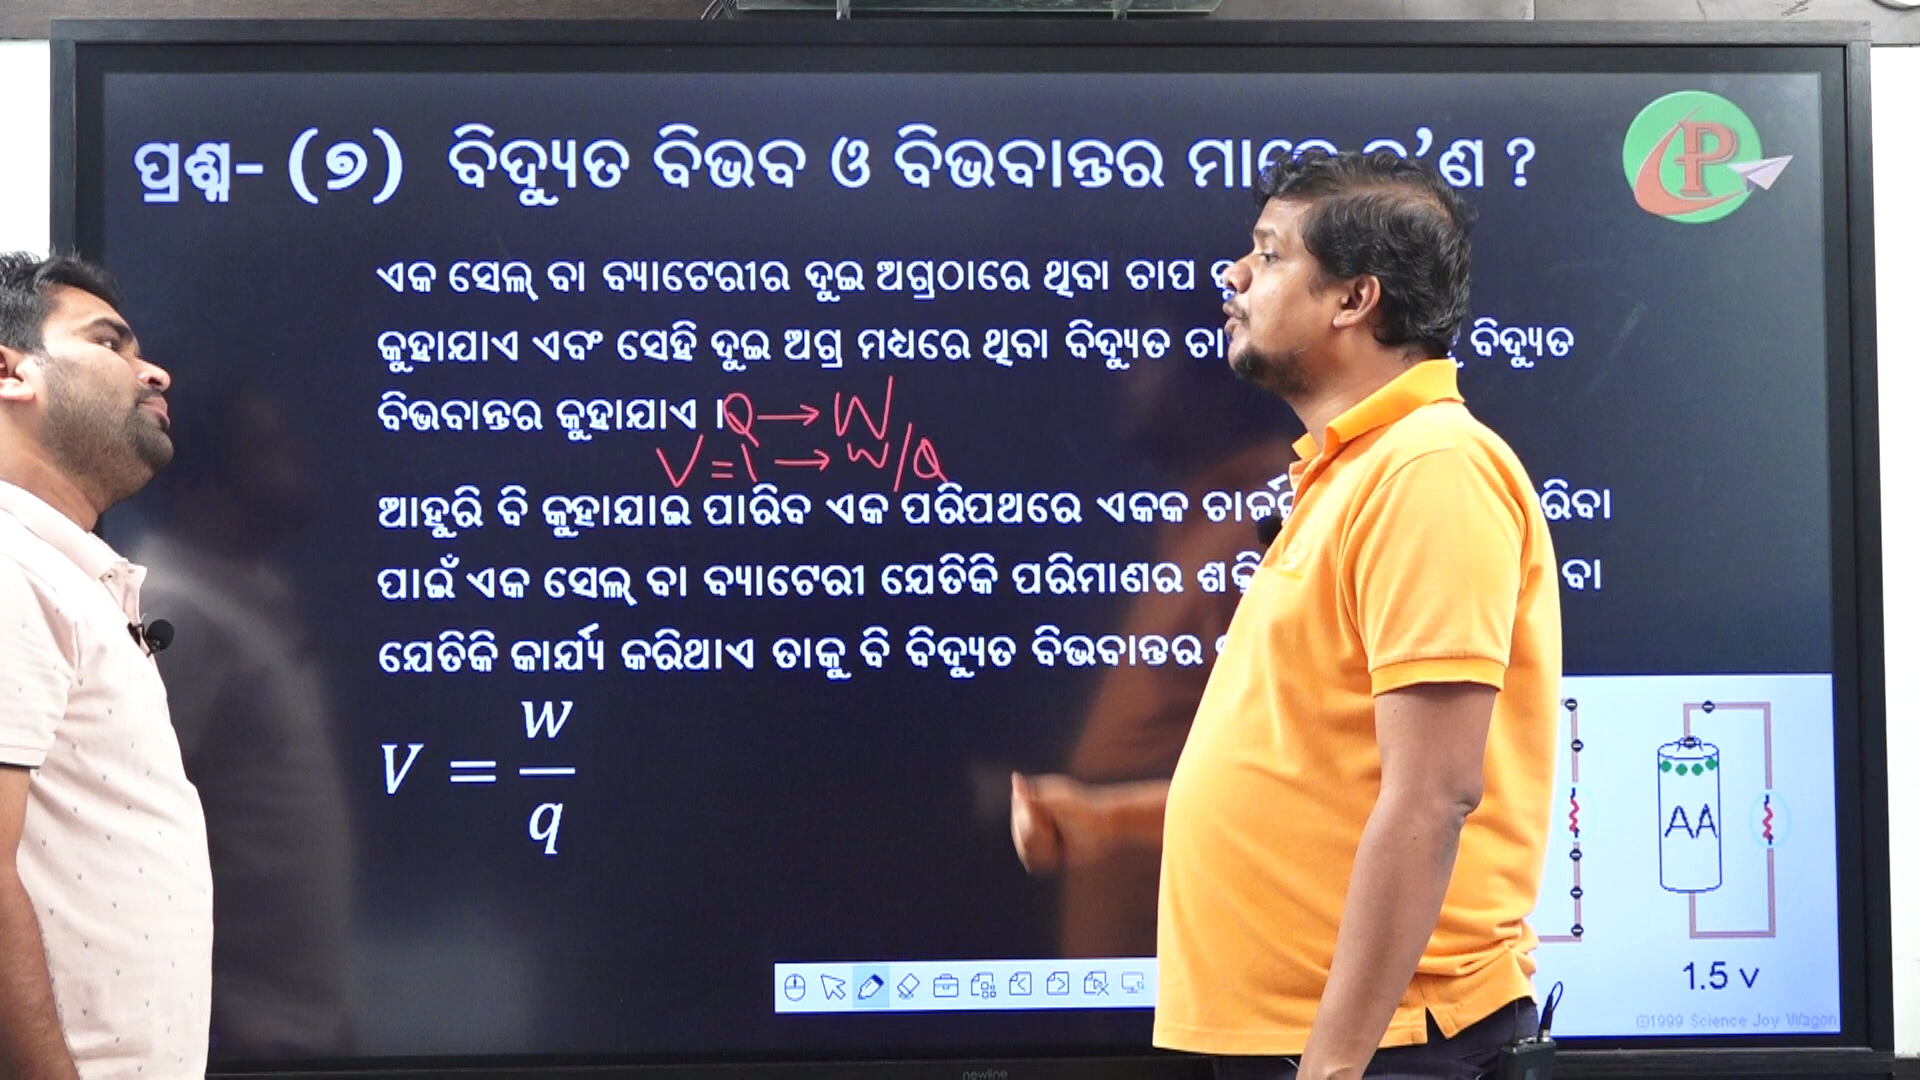 ପ୍ରଶ୍ନ- (୭) ବିଦ୍ୟୁତ ବିଭବ ଓ ବିଭବାନ୍ତର ?
ଏକ ସେଲ୍ ବା ବ୍ୟାଟେରୀର ଦୁଇ ଅଗ୍ରଠାରେ ଥିବା ଚାପ
କୁହାଯାଏ ଏବଂ ସେହି ଦୁଇ ଅଗ୍ର ମଧ୍ୟରେ ଥିବା ବିଦ୍ୟୁତ ବିଦ୍ୟୁତ
ବିଭବାନ୍ତର କୁହାଯାଏ ।
Q → W
V = 1 → W/Q
ଆହୁରି ବି କୁହାଯାଇ ପାରିବ ଏକ ପରିପଥରେ ଏକକ
ପାଇଁ ଏକ ସେଲ୍ ବା ବ୍ୟାଟେରୀ ଯେତିକି ପରିମାଣର ବା
ଯେତିକି କାର୍ଯ୍ୟ କରିଥାଏ ତାକୁ ବି ବିଦ୍ୟୁତ ବିଭବାନ୍ତର
V = w/q
AA
1.5 v
©1999 Science Joy Wagon
newline